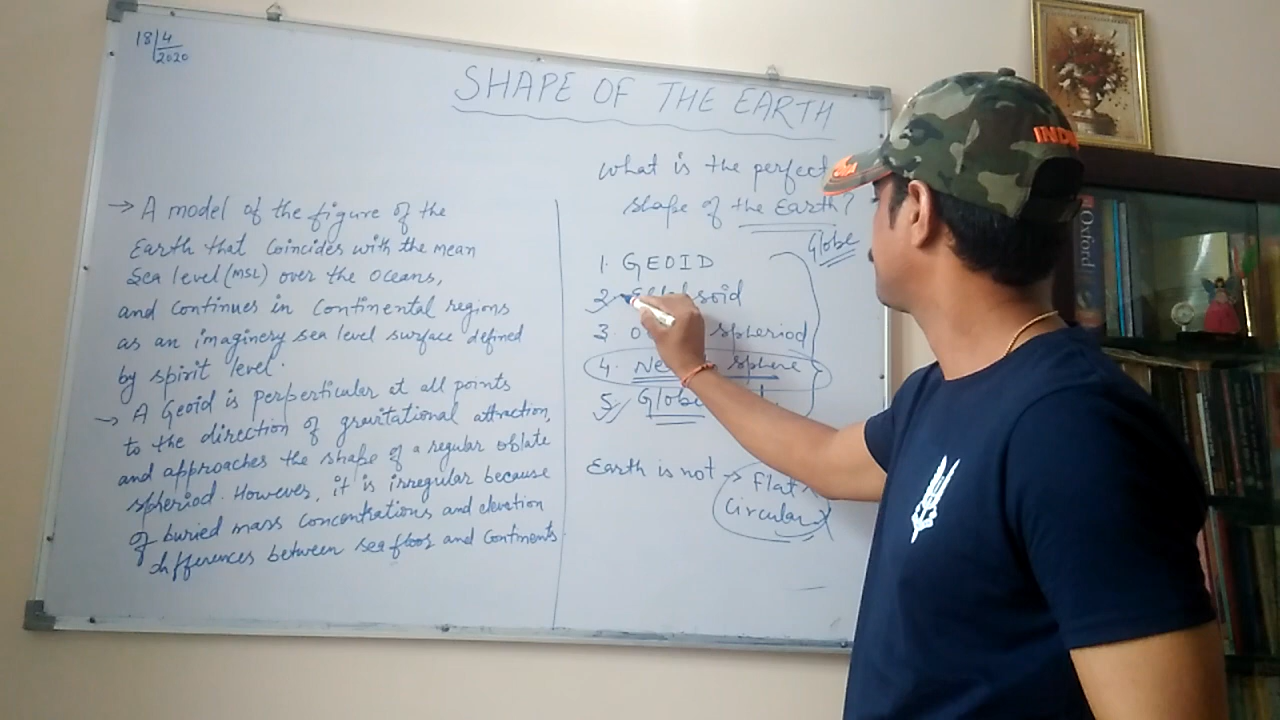 18/4/2020
SHAPE OF THE EARTH
→ A model of the figure of the
Earth that Coincides with the mean
Sea level (MSL) over the Oceans,
and continues in Continental regions
as an imaginery sea level surface defined
by spirit level.
→ A Geoid is perperticular at all points
to the direction of gravitational attraction,
and approaches the shape of a regular oblate
spheriod. However, it is irregular because
of buried mass concentrations and elevation
differences between sea floos and Continents
What is the perfect
shape of the Earth?
Globe
1. GEOID
2. soid
3. spheriod
4. sphere
5. Globe
Earth is not → Flat X
Circular X
INDIA
Oxford